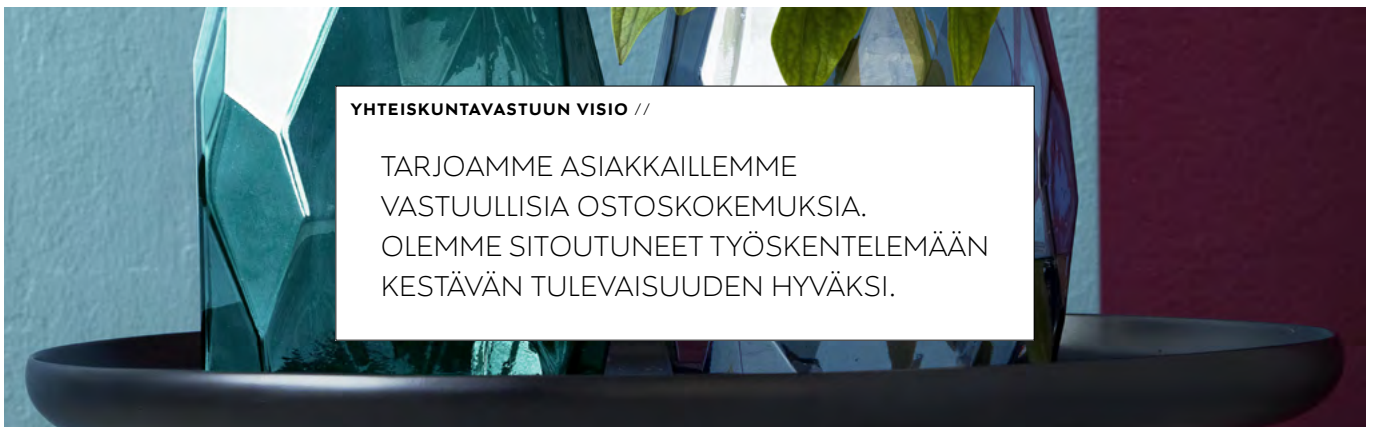 YHTEISKUNTAVASTUUN VISIO //
TARJOAMME ASIAKKAILLEMME
VASTUULLISIA OSTOSKOKEMUKSIA.
OLEMME SITOUTUNEET TYÖSKENTELEMÄÄN
KESTÄVÄN TULEVAISUUDEN HYVÄKSI.